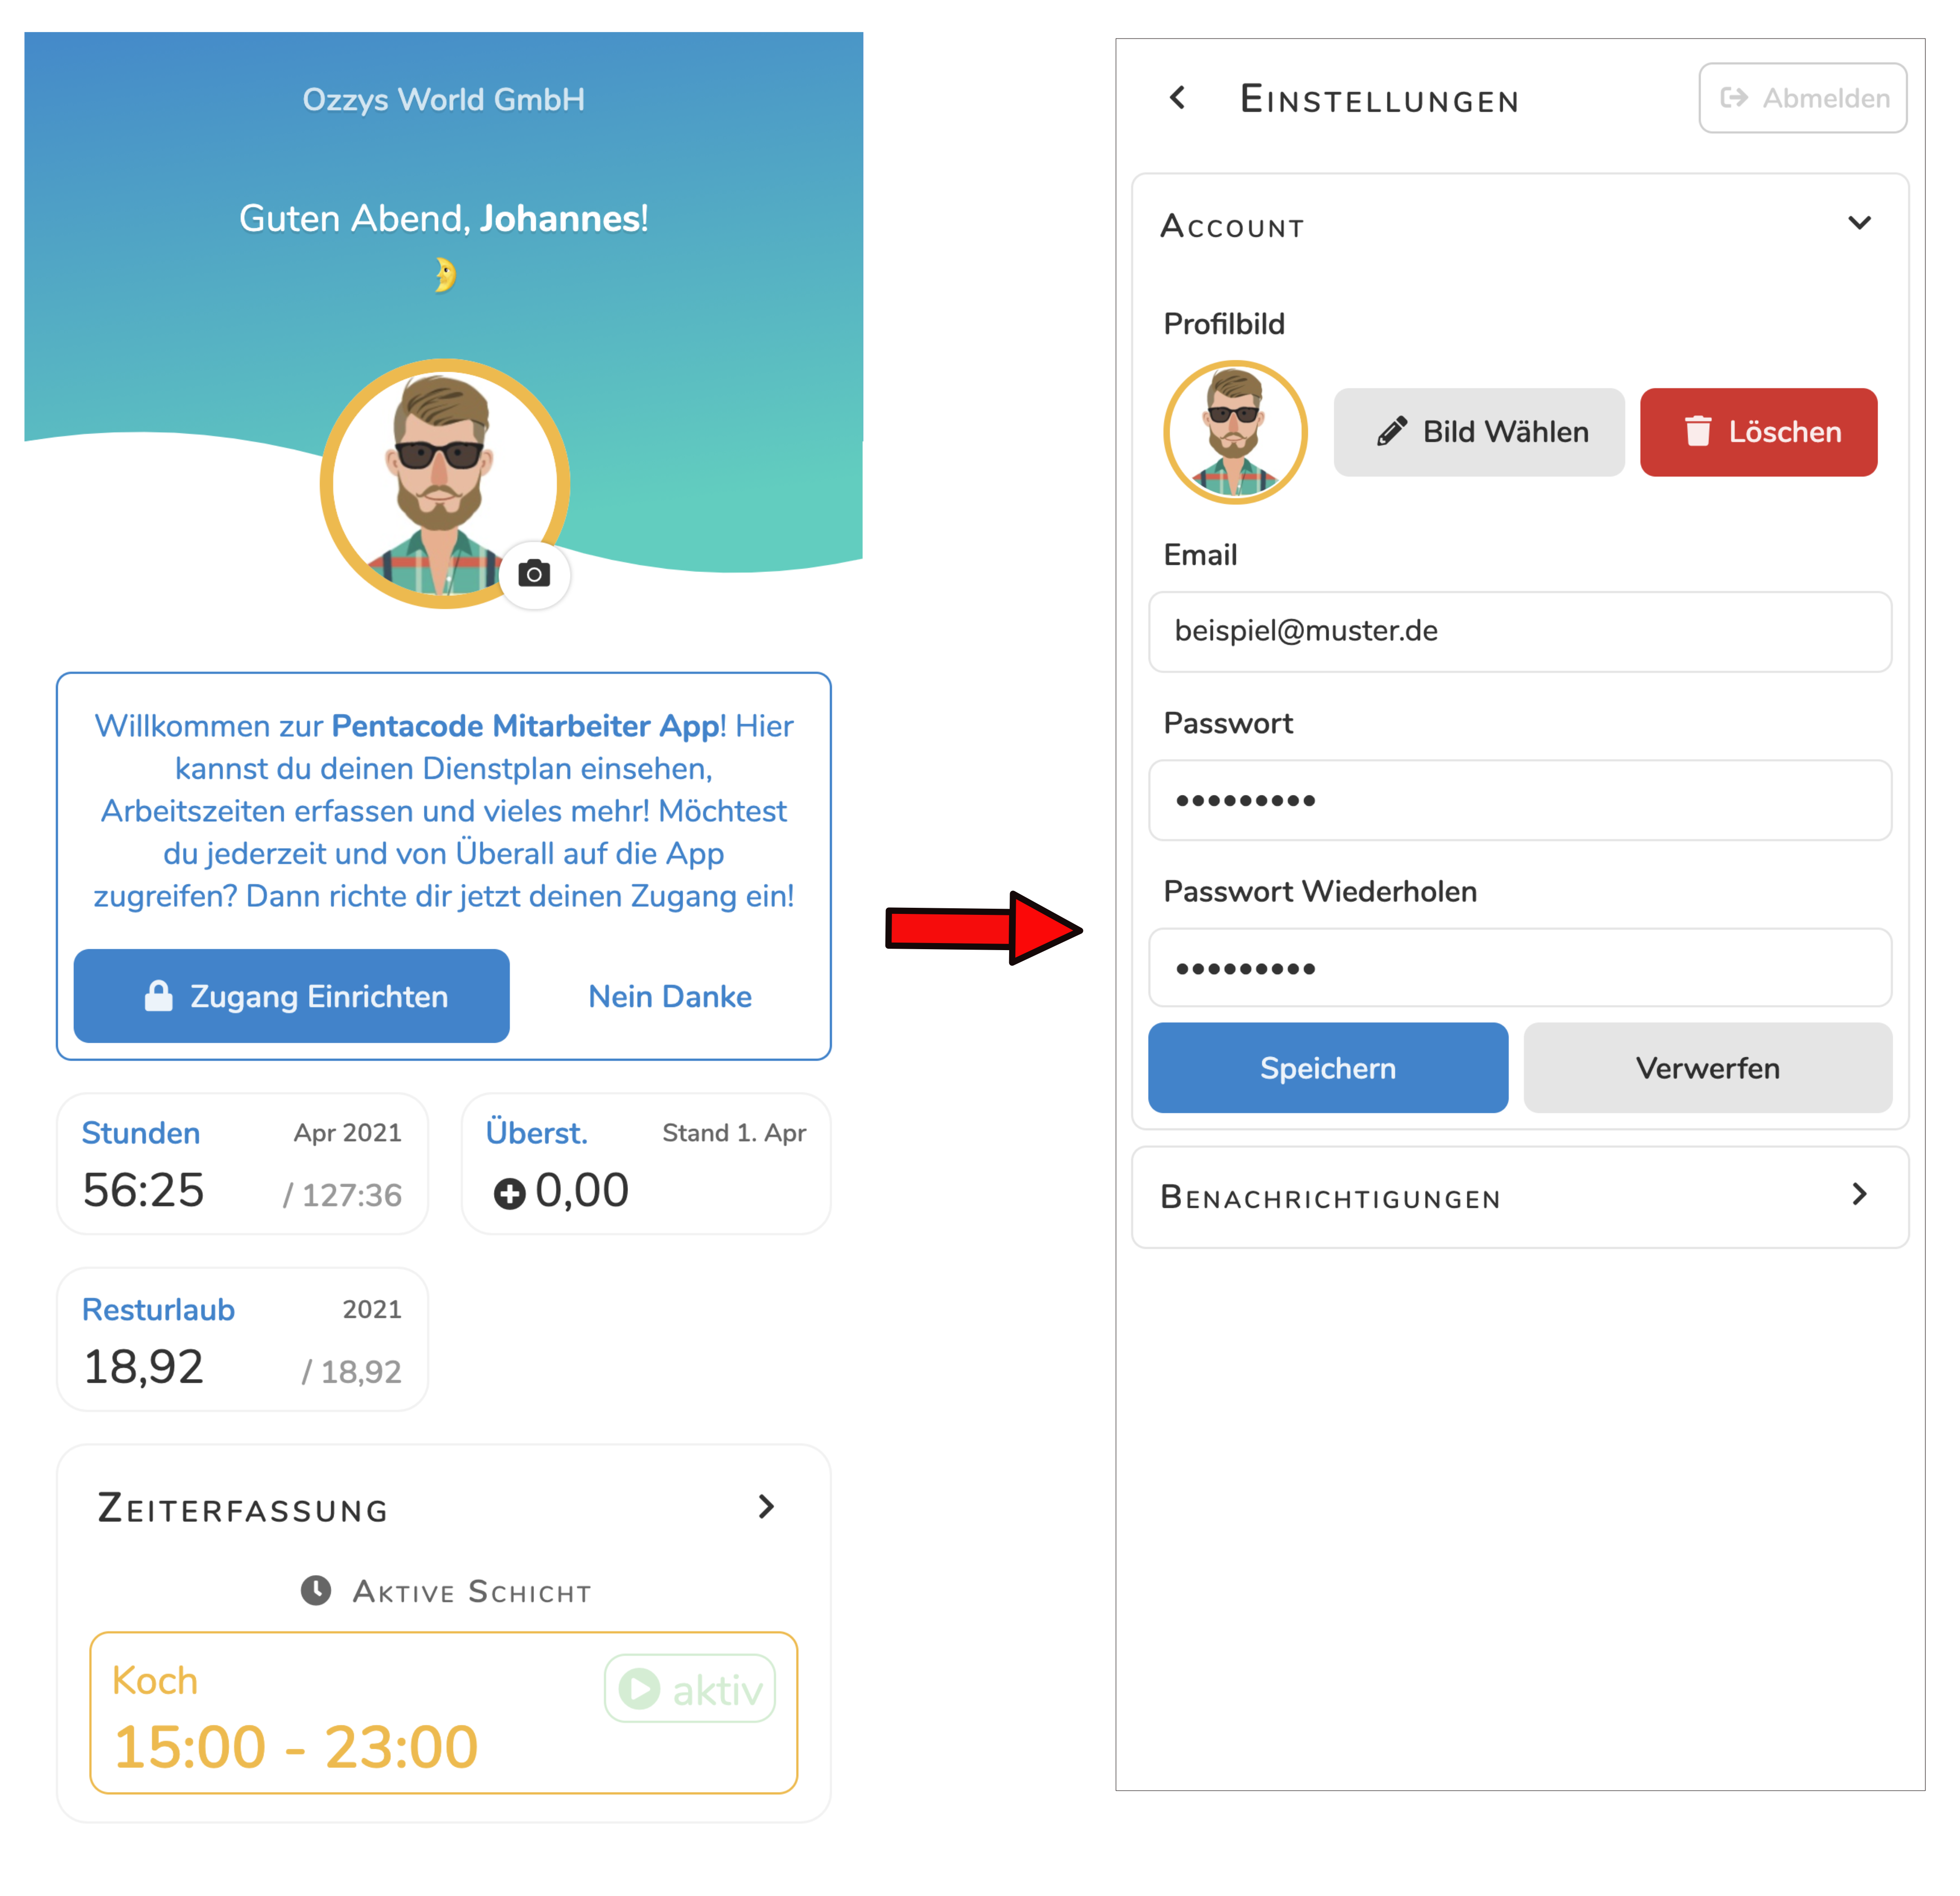 Ozzys World GmbH
Guten Abend, Johannes!
Willkommen zur Pentacode Mitarbeiter App! Hier
kannst du deinen Dienstplan einsehen,
Arbeitszeiten erfassen und vieles mehr! Möchtest
du jederzeit und von Überall auf die App
zugreifen? Dann richte dir jetzt deinen Zugang ein!
Zugang Einrichten
Nein Danke
Stunden Apr 2021
56:25 / 127:36
Überst. Stand 1. Apr
0,00
Resturlaub 2021
18,92 / 18,92
Zeiterfassung
Aktive Schicht
Koch
aktiv
15:00 - 23:00
Einstellungen
Abmelden
Account
Profilbild
Bild Wählen
Löschen
Email
beispiel@muster.de
Passwort
•••••••••
Passwort Wiederholen
•••••••••
Speichern
Verwerfen
Benachrichtigungen